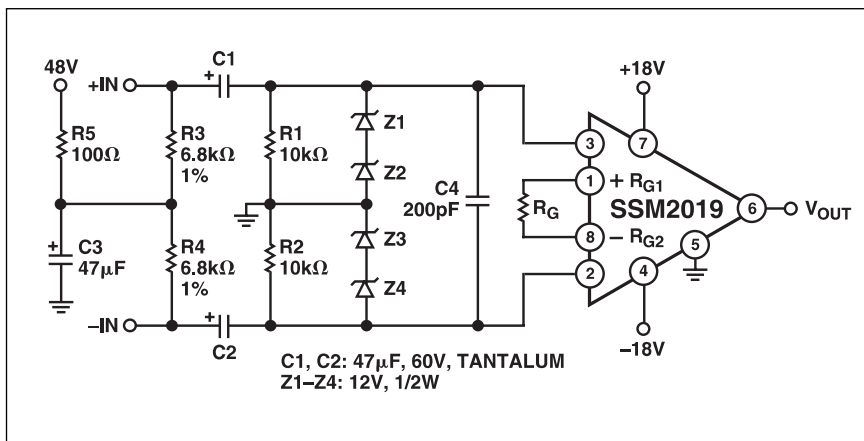 C1
+
48V
+IN
+18V
R5
100Ω
R3
6.8kΩ
1%
R1
10kΩ
Z1
Z2
C4
200pF
3
7
1
+ RG1
RG
SSM2019
6
VOUT
8
– RG2
5
2
4
+
C3
47μF
R4
6.8kΩ
1%
R2
10kΩ
Z3
Z4
–IN
+
C2
–18V
C1, C2: 47μF, 60V, TANTALUM
Z1–Z4: 12V, 1/2W